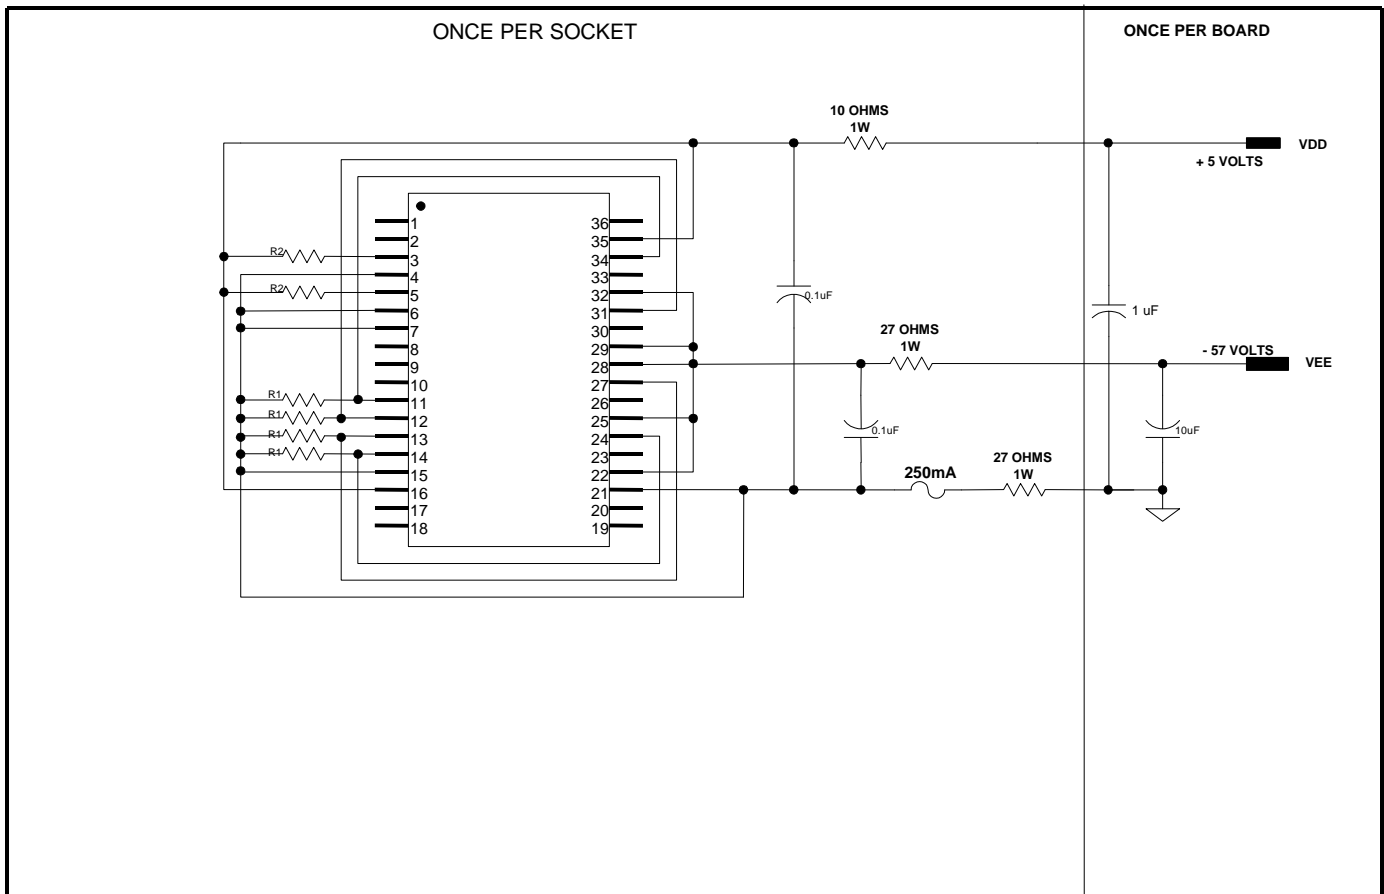 ONCE PER SOCKET
ONCE PER BOARD
10 OHMS
1W
VDD
+ 5 VOLTS
1
36
2
35
R2
3
34
4
33
R2
5
32
0.1uF
6
31
1 uF
7
30
27 OHMS
1W
8
29
- 57 VOLTS
9
28
VEE
10
27
R1
11
26
R1
12
25
0.1uF
10uF
R1
13
24
R1
14
23
27 OHMS
1W
15
22
250mA
16
21
17
20
18
19